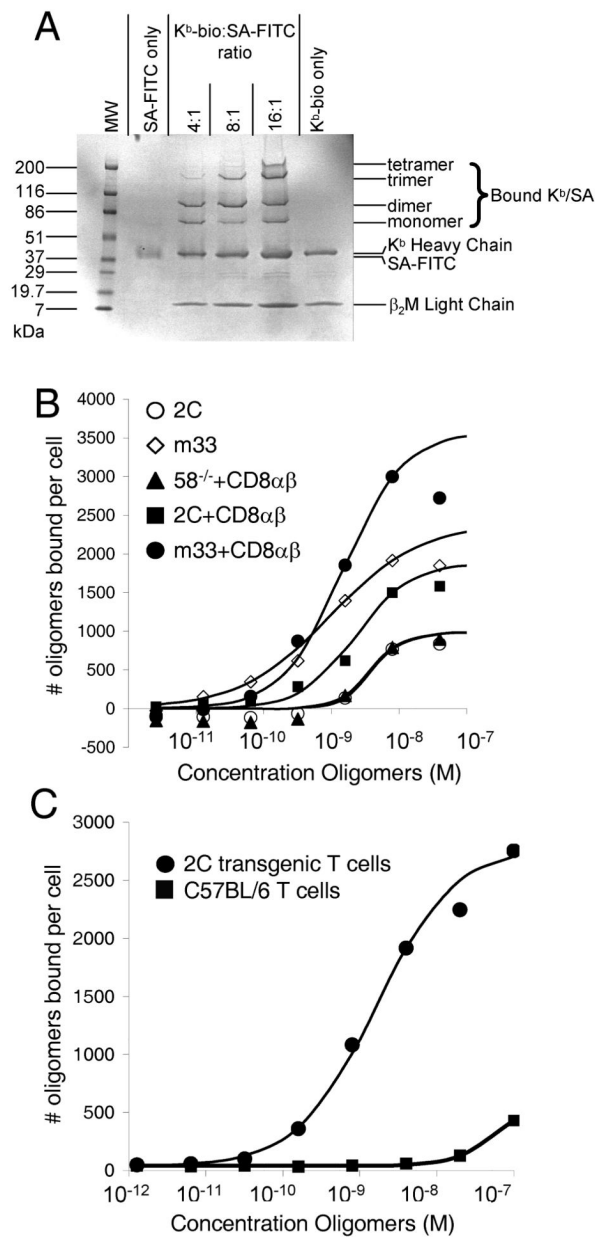 A
Kᵇ-bio:SA-FITC
ratio
MW
SA-FITC only
4:1
8:1
16:1
Kᵇ-bio only
200
116
86
51
37
29
19.7
7
kDa
tetramer
trimer
dimer
monomer
Bound Kᵇ/SA
Kᵇ Heavy Chain
SA-FITC
β₂M Light Chain
B
# oligomers bound per cell
4000
3500
3000
2500
2000
1500
1000
500
0
-500
2C
m33
58⁻/⁻+CD8αβ
2C+CD8αβ
m33+CD8αβ
10⁻¹¹
10⁻¹⁰
10⁻⁹
10⁻⁸
10⁻⁷
Concentration Oligomers (M)
C
# oligomers bound per cell
3000
2500
2000
1500
1000
500
0
2C transgenic T cells
C57BL/6 T cells
10⁻¹²
10⁻¹¹
10⁻¹⁰
10⁻⁹
10⁻⁸
10⁻⁷
Concentration Oligomers (M)